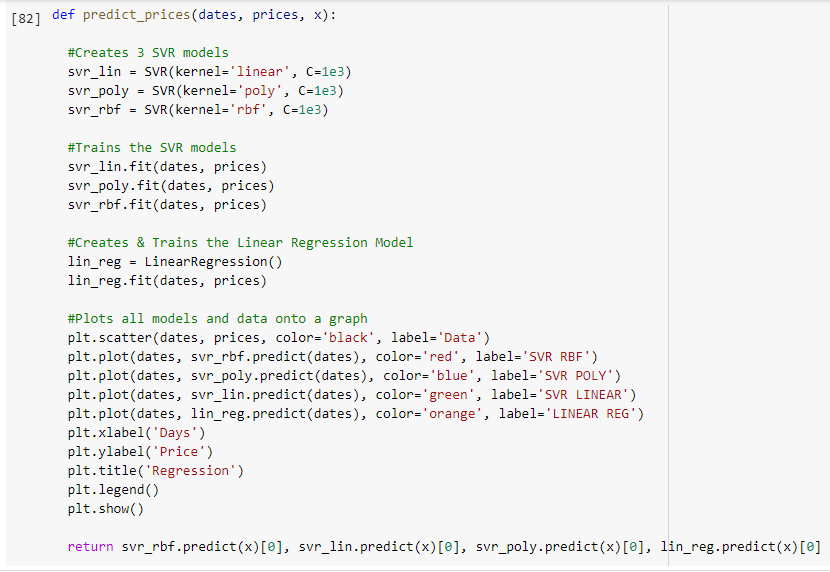 [82] def predict_prices(dates, prices, x):
#Creates 3 SVR models
svr_lin = SVR(kernel='linear', C=1e3)
svr_poly = SVR(kernel='poly', C=1e3)
svr_rbf = SVR(kernel='rbf', C=1e3)
#Trains the SVR models
svr_lin.fit(dates, prices)
svr_poly.fit(dates, prices)
svr_rbf.fit(dates, prices)
#Creates & Trains the Linear Regression Model
lin_reg = LinearRegression()
lin_reg.fit(dates, prices)
#Plots all models and data onto a graph
plt.scatter(dates, prices, color='black', label='Data')
plt.plot(dates, svr_rbf.predict(dates), color='red', label='SVR RBF')
plt.plot(dates, svr_poly.predict(dates), color='blue', label='SVR POLY')
plt.plot(dates, svr_lin.predict(dates), color='green', label='SVR LINEAR')
plt.plot(dates, lin_reg.predict(dates), color='orange', label='LINEAR REG')
plt.xlabel('Days')
plt.ylabel('Price')
plt.title('Regression')
plt.legend()
plt.show()
return svr_rbf.predict(x)[0], svr_lin.predict(x)[0], svr_poly.predict(x)[0], lin_reg.predict(x)[0]